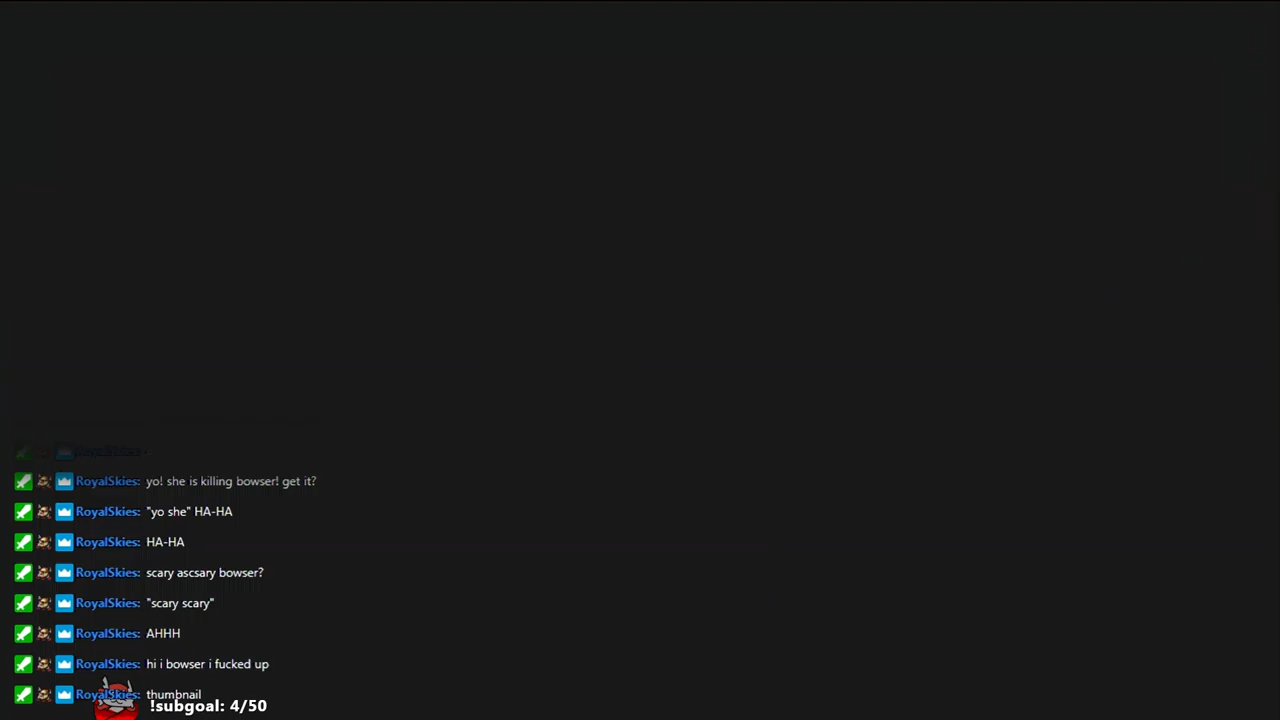 RoyalSkies: yo! she is killing bowser! get it?
RoyalSkies: "yo she" HA-HA
RoyalSkies: HA-HA
RoyalSkies: scary ascsary bowser?
RoyalSkies: "scary scary"
RoyalSkies: AHHH
RoyalSkies: hi i bowser i fucked up
RoyalSkies: thumbnail
!subgoal: 4/50